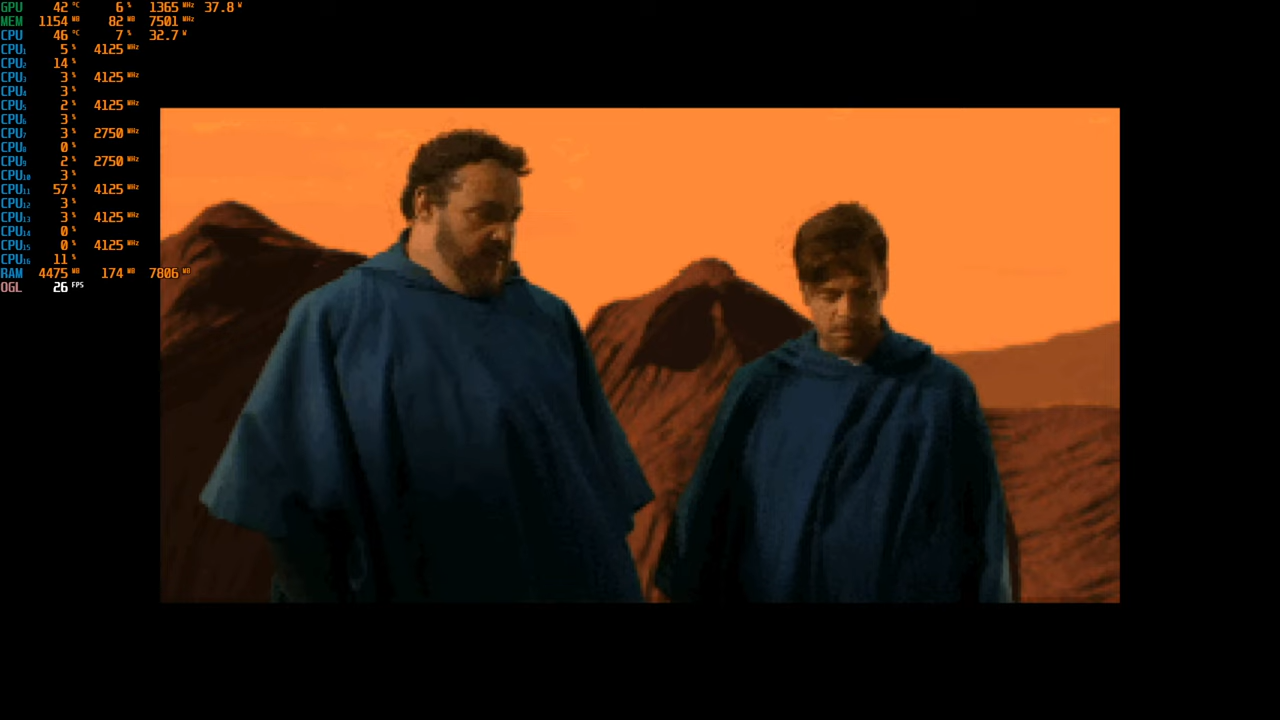 GPU 42 °C 6 % 1365 MHz 37.8 W
MEM 1154 MB 82 MB 7501 MHz
CPU 46 °C 7 % 32.7 W
CPU1 5 % 4125 MHz
CPU2 14 %
CPU3 3 % 4125 MHz
CPU4 3 %
CPU5 2 % 4125 MHz
CPU6 3 %
CPU7 3 % 2750 MHz
CPU8 0 %
CPU9 2 % 2750 MHz
CPU10 3 %
CPU11 57 % 4125 MHz
CPU12 3 %
CPU13 3 % 4125 MHz
CPU14 0 %
CPU15 0 % 4125 MHz
CPU16 11 %
RAM 4475 MB 174 MB 7806 MB
OGL 26 FPS